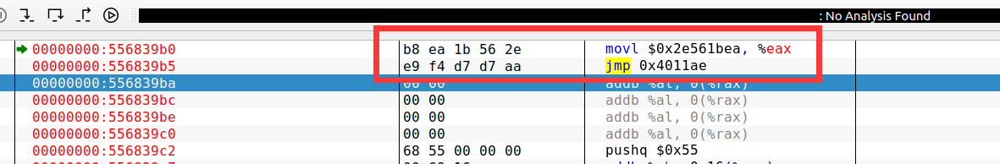 : No Analysis Found
00000000:556839b0 b8 ea 1b 56 2e movl $0x2e561bea, %eax
00000000:556839b5 e9 f4 d7 d7 aa jmp 0x4011ae
00000000:556839ba 00 00 addb %al, 0(%rax)
00000000:556839bc 00 00 addb %al, 0(%rax)
00000000:556839be 00 00 addb %al, 0(%rax)
00000000:556839c0 00 00 addb %al, 0(%rax)
00000000:556839c2 68 55 00 00 00 pushq $0x55